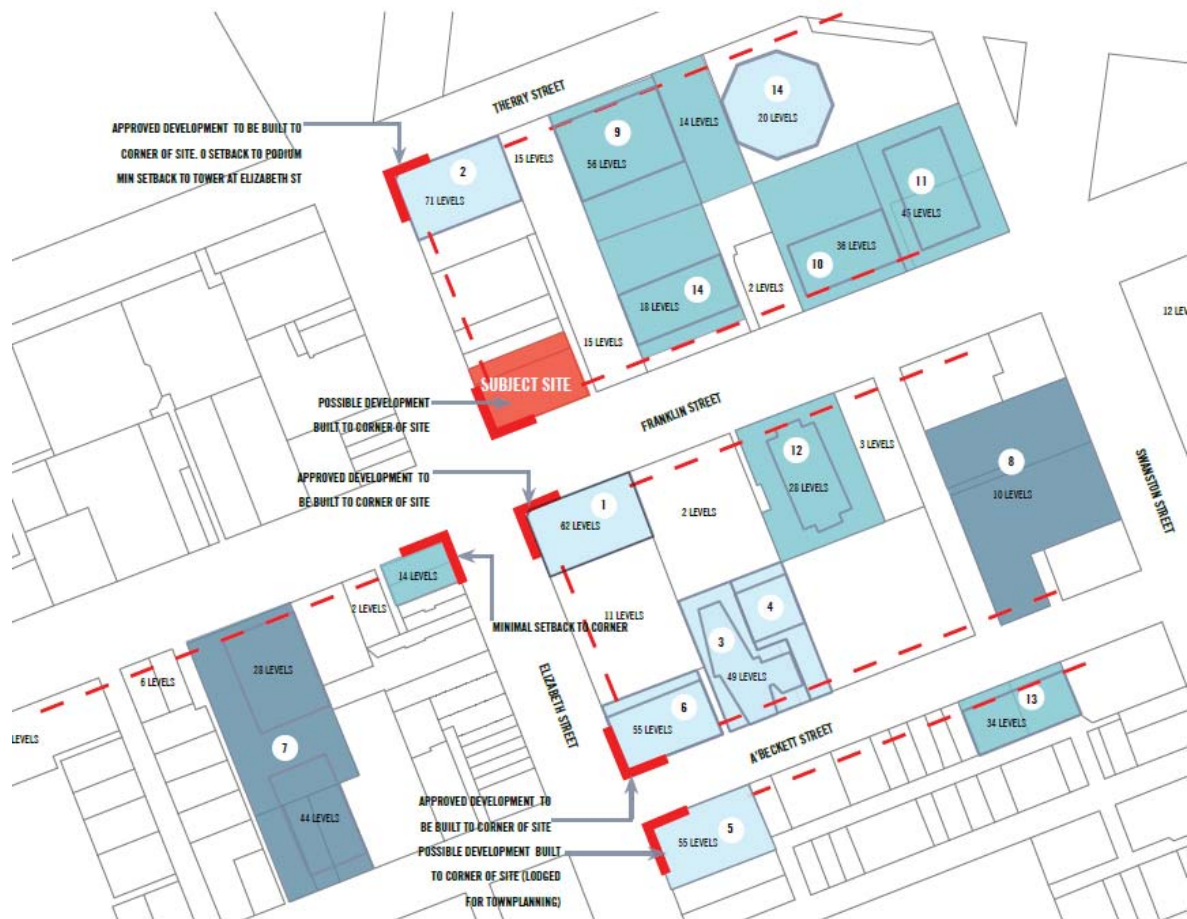 THERRY STREET
14
20 LEVELS
14 LEVELS
9
56 LEVELS
15 LEVELS
APPROVED DEVELOPMENT TO BE BUILT TO
CORNER OF SITE. 0 SETBACK TO PODIUM
MIN SETBACK TO TOWER AT ELIZABETH ST
2
71 LEVELS
11
45 LEVELS
36 LEVELS
10
2 LEVELS
14
18 LEVELS
15 LEVELS
12
SUBJECT SITE
POSSIBLE DEVELOPMENT
BUILT TO CORNER OF SITE
FRANKLIN STREET
3 LEVELS
12
28 LEVELS
8
10 LEVELS
SWANSTON STREET
APPROVED DEVELOPMENT TO
BE BUILT TO CORNER OF SITE
1
62 LEVELS
2 LEVELS
14 LEVELS
2 LEVELS
MINIMAL SETBACK TO CORNER
11 LEVELS
4
3
49 LEVELS
6 LEVELS
28 LEVELS
LEVELS
7
44 LEVELS
ELIZABETH STREET
6
55 LEVELS
A'BECKETT STREET
13
34 LEVELS
APPROVED DEVELOPMENT TO
BE BUILT TO CORNER OF SITE
POSSIBLE DEVELOPMENT BUILT
TO CORNER OF SITE (LODGED
FOR TOWNPLANNING)
5
55 LEVELS